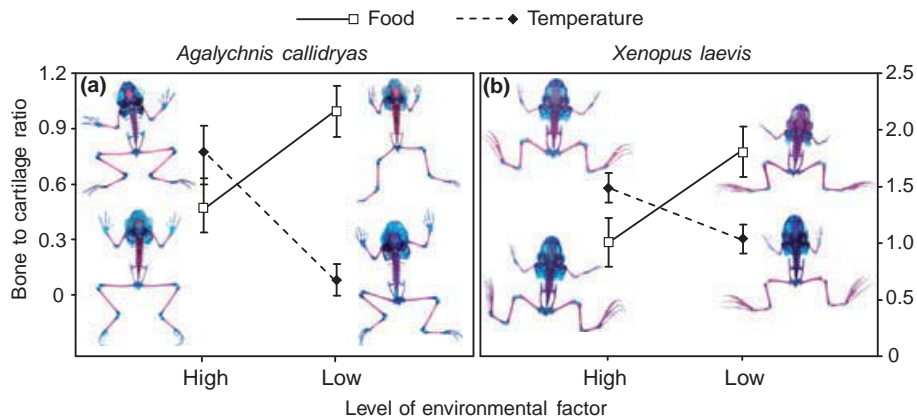 Food Temperature
Agalychnis callidryas Xenopus laevis
(a) (b)
Bone to cartilage ratio
1.2
0.9
0.6
0.3
0
2.5
2.0
1.5
1.0
0.5
0
High Low High Low
Level of environmental factor